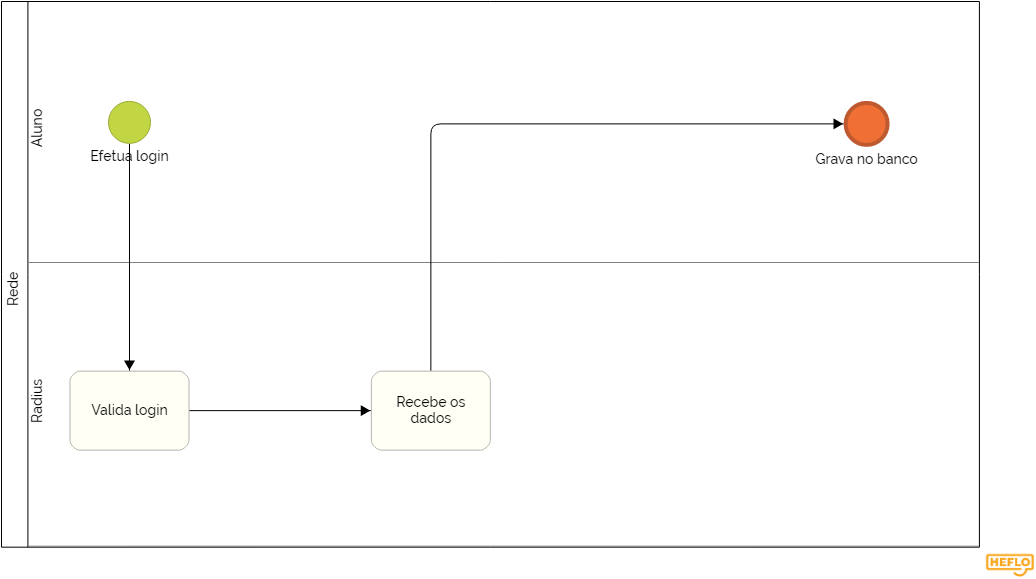 Rede
Aluno
Efetua login
Grava no banco
Radius
Valida login
Recebe os
dados
HEFLO